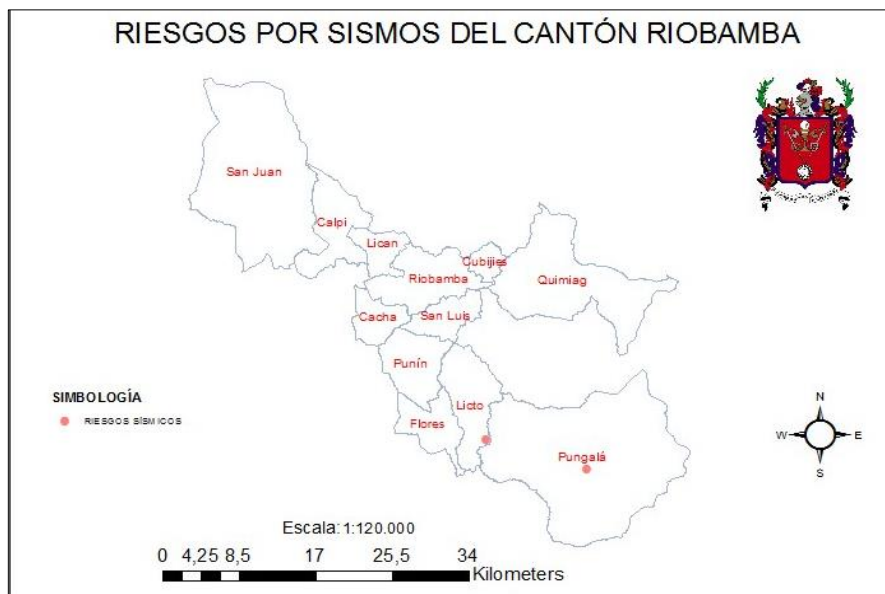 RIESGOS POR SISMOS DEL CANTÓN RIOBAMBA
San Juan
Calpi
Lican
Cubijies
Riobamba
Quimiag
Cacha
San Luis
Punín
SIMBOLOGÍA
RIESGOS SÍSMICOS
Licto
Flores
Pungalá
N
W
E
S
Escala: 1:120.000
0 4,25 8,5 17 25,5 34
Kilometers